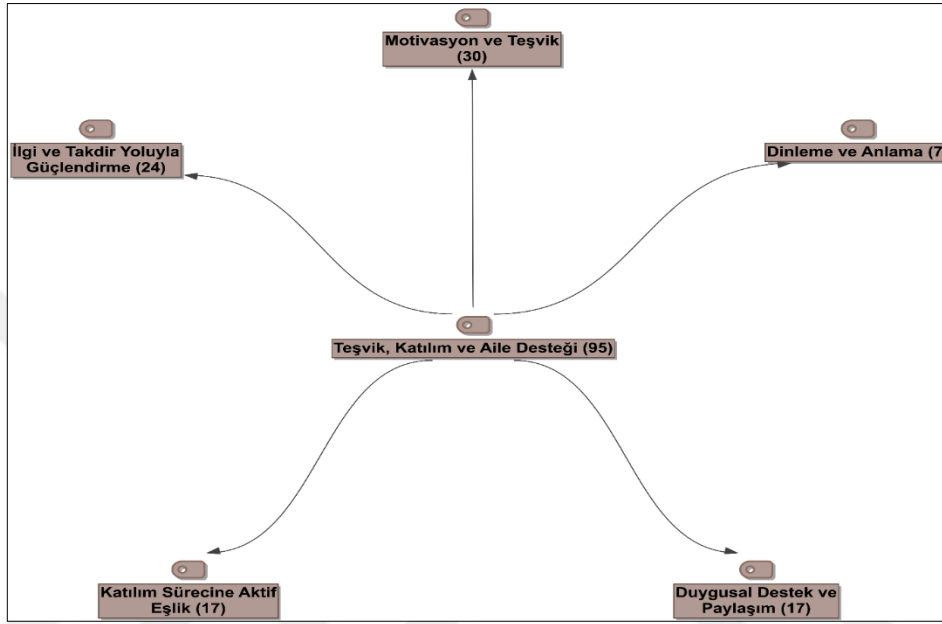 Motivasyon ve Teşvik
(30)
İlgi ve Takdir Yoluyla
Güçlendirme (24)
Dinleme ve Anlama (7
Teşvik, Katılım ve Aile Desteği (95)
Katılım Sürecine Aktif
Eşlik (17)
Duygusal Destek ve
Paylaşım (17)